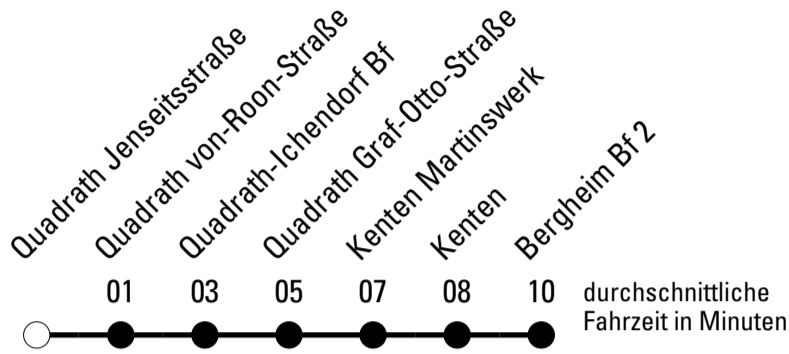 Quadrath Jenseitsstraße
Quadrath von-Roon-Straße
Quadrath-Ichendorf Bf
Quadrath Graf-Otto-Straße
Kenten Martinswerk
Kenten
Bergheim Bf 2
01 03 05 07 08 10 durchschnittliche
Fahrzeit in Minuten